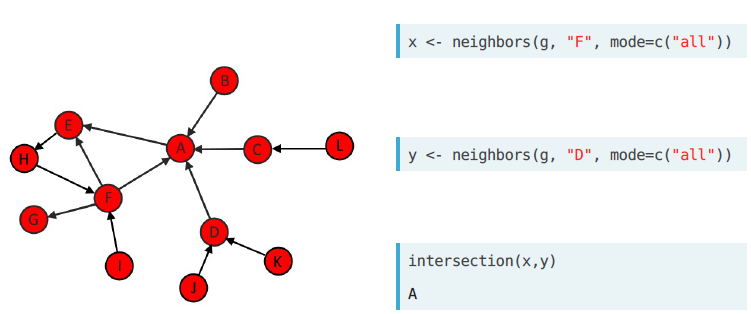 x <- neighbors(g, "F", mode=c("all"))
B
E
H
A
C
L
y <- neighbors(g, "D", mode=c("all"))
F
G
D
I
K
J
intersection(x,y)
A